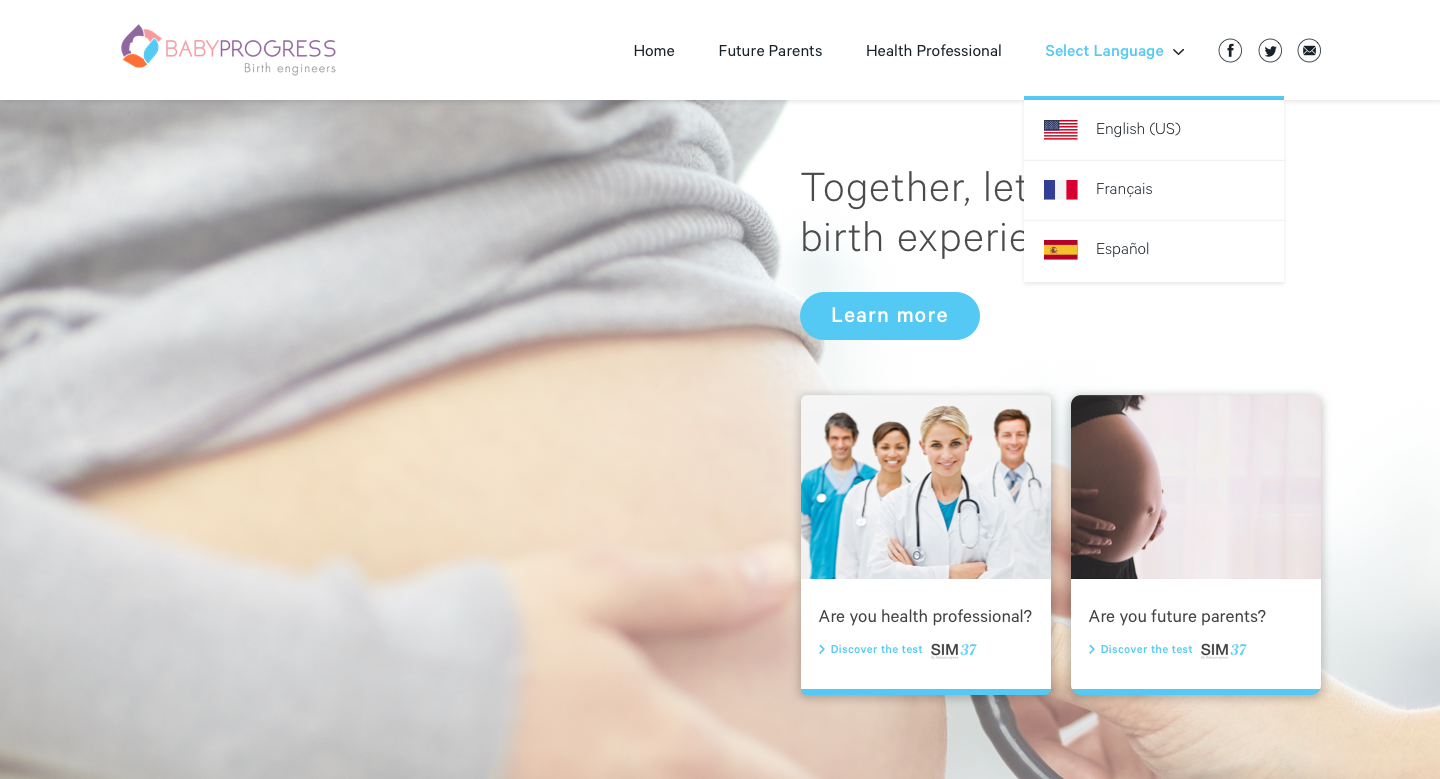 BABYPROGRESS
Birth engineers
Home
Future Parents
Health Professional
Select Language
English (US)
Français
Español
Together, let
birth experie
Learn more
Are you health professional?
Discover the test SIM37
Are you future parents?
Discover the test SIM37